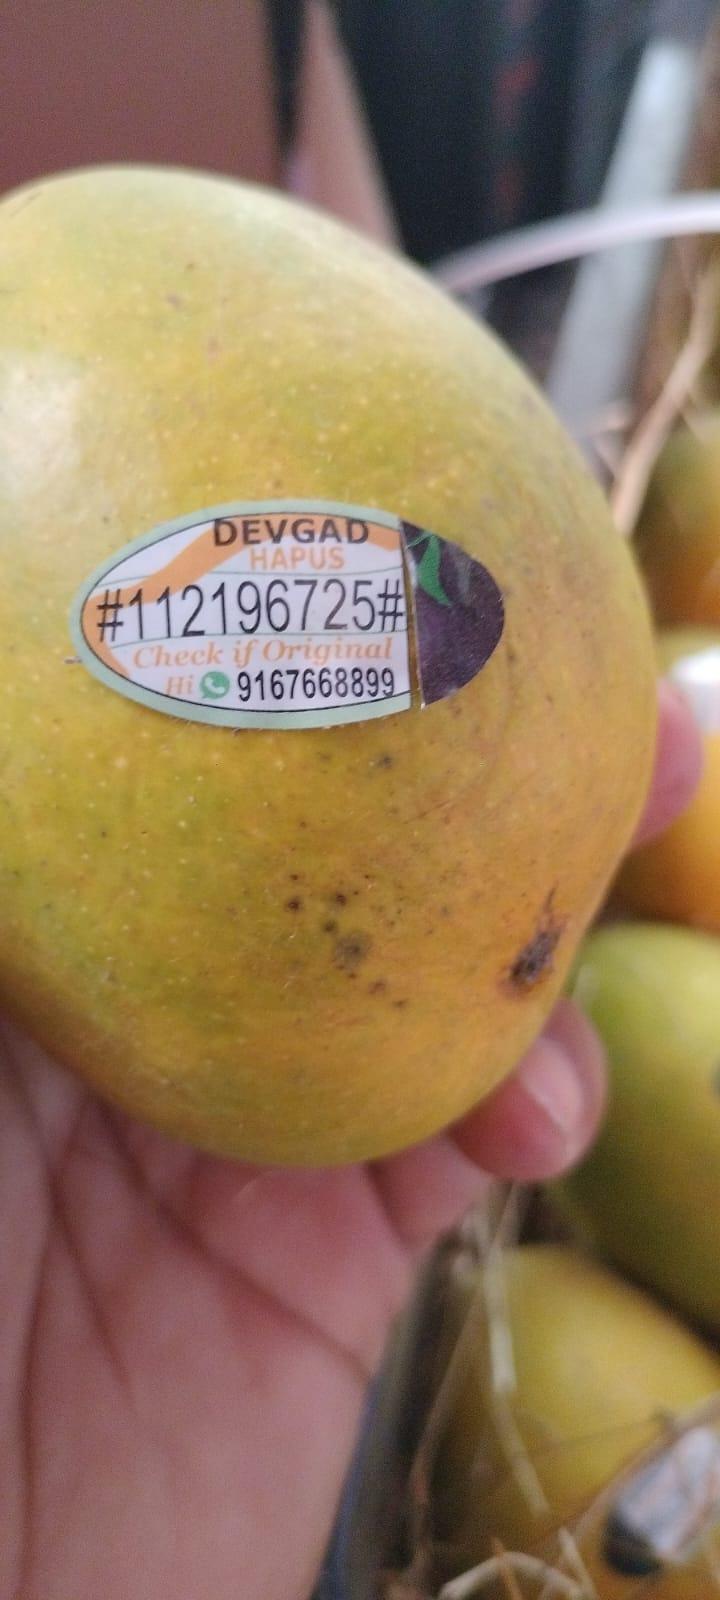 DEVGAD
HAPUS
#112196725#
Check if Original
Hi 9167668899